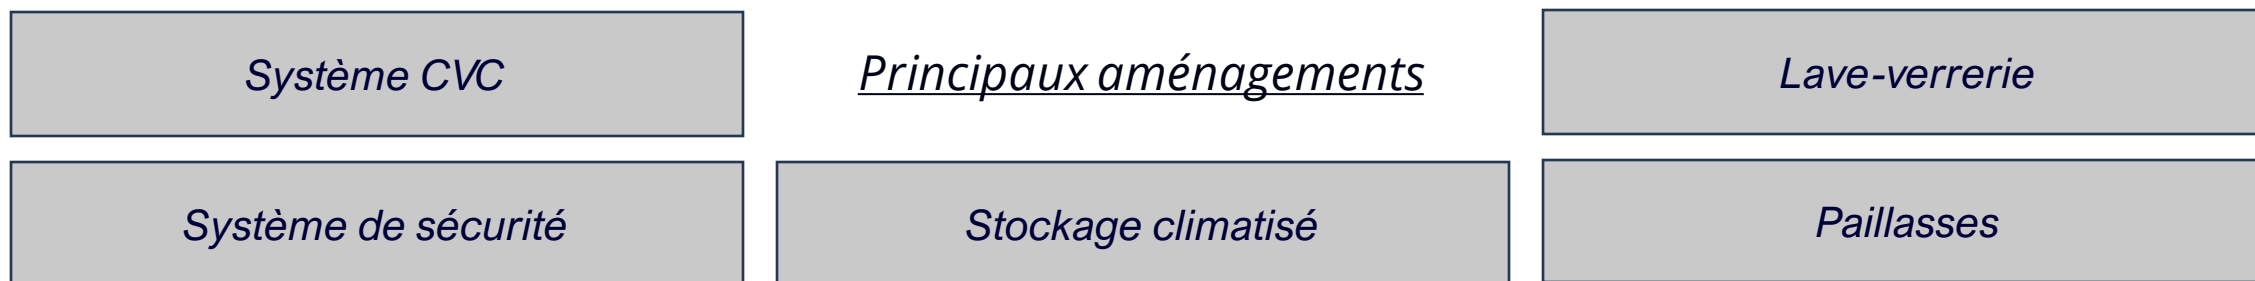 Système CVC
Principaux aménagements
Lave-verrerie
Système de sécurité
Stockage climatisé
Paillasses